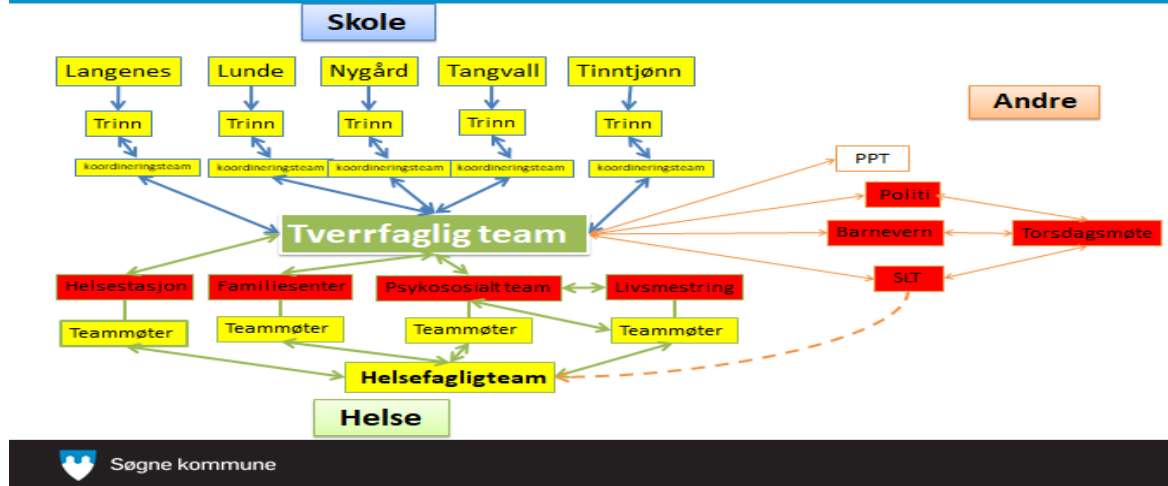 Skole
Langenes Lunde Nygård Tangvall Tinntjønn
Andre
Trinn Trinn Trinn Trinn Trinn
koordineringsteam koordineringsteam koordineringsteam koordineringsteam koordineringsteam
PPT
Politi
Tverrfaglig team
Barnevern Torsdagsmøte
SLT
Helsestasjon Familiesenter Psykososialt team Livsmestring
Teammøter Teammøter Teammøter Teammøter
Helsefagligteam
Helse
Søgne kommune